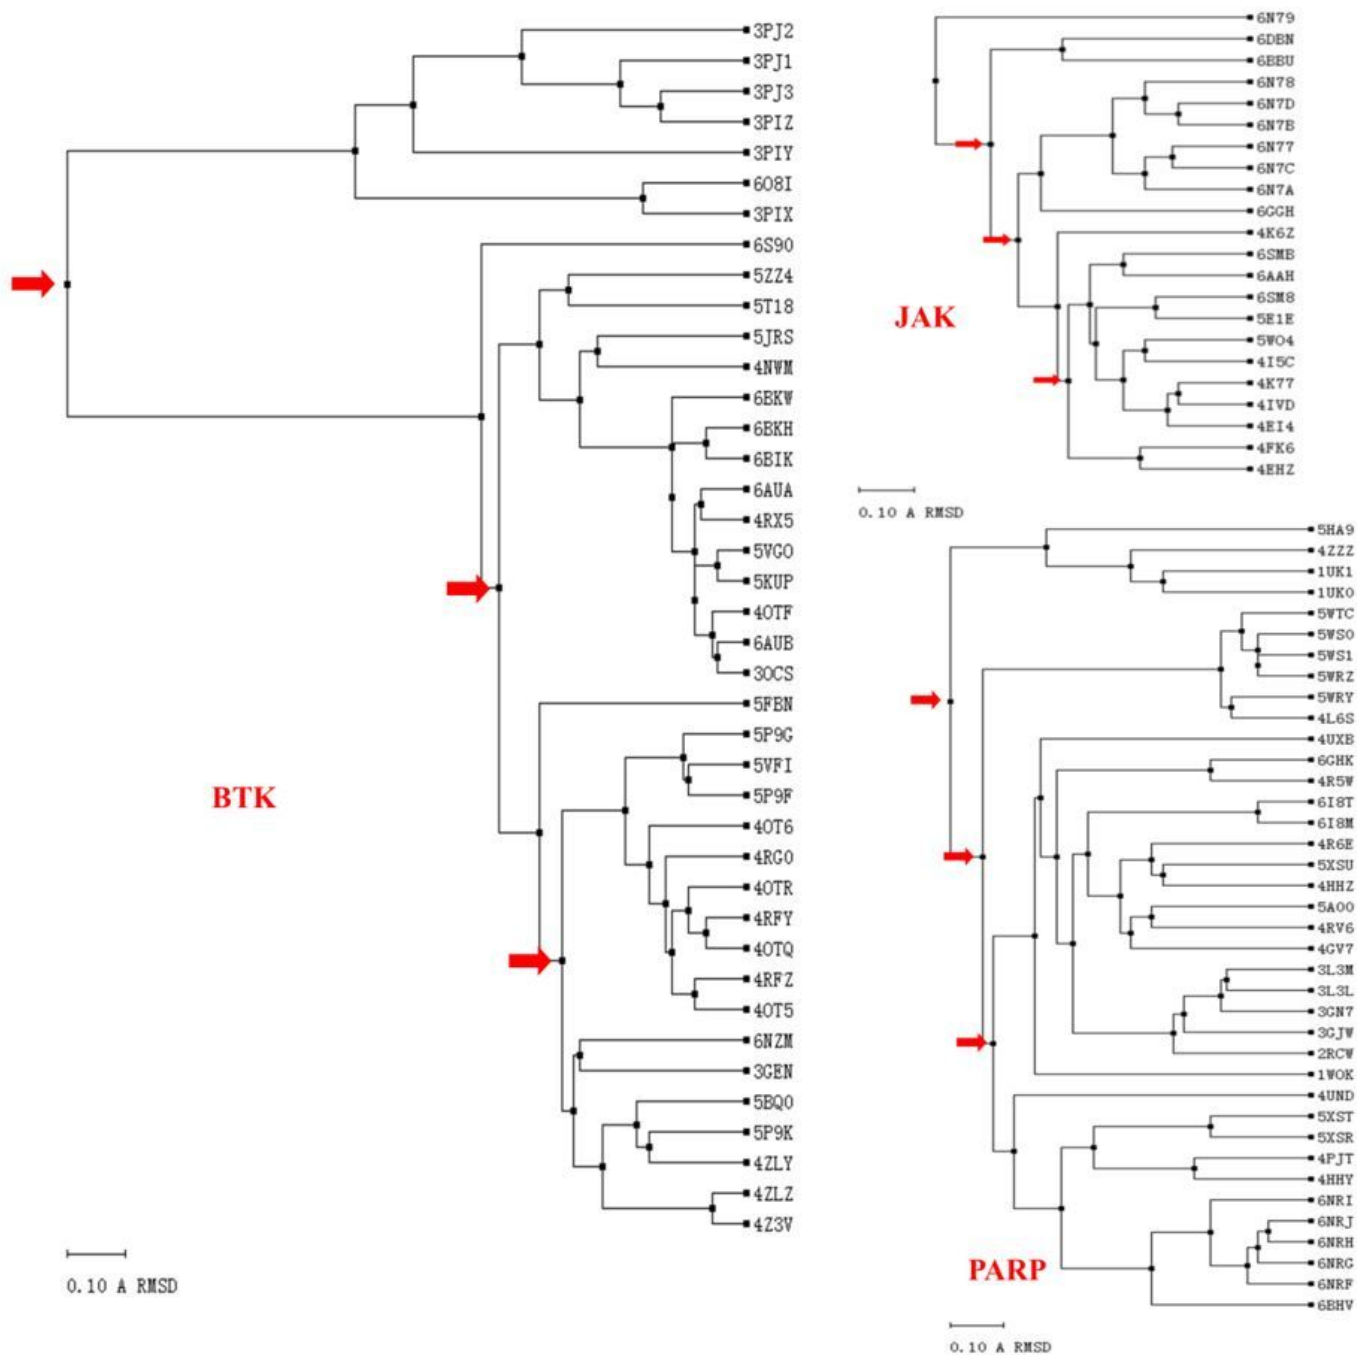 3PJ2
3PJ1
3PJ3
3PIZ
3PIY
6O8I
3PIX
6S90
5ZZ4
5T18
5JRS
4NWM
6BKW
6BKH
6BIK
6AUA
4RX5
5VGO
5KUP
4OTF
6AUB
3OCS
5FBN
5P9G
5VFI
5P9F
4OT6
4RG0
4OTR
4RFY
4OTQ
4RFZ
4OT5
6NZM
3GEN
5BQ0
5P9K
4ZLY
4ZLZ
4Z3V
BTK
0.10 A RMSD
6N79
6DBN
6BBU
6N78
6N7D
6N7B
6N77
6N7C
6N7A
6GGH
4K6Z
6SMB
6AAH
6SM8
5E1E
5WO4
4I5C
4K77
4IVD
4EI4
4FK6
4EHZ
JAK
0.10 A RMSD
5HA9
4ZZZ
1UK1
1UK0
5WTC
5WS0
5WS1
5WRZ
5WRY
4L6S
4UXB
6GHK
4R5W
6I8T
6I8M
4R6E
5XSU
4HHZ
5A00
4RV6
4GV7
3L3M
3L3L
3GN7
3GJW
2RCW
1WOK
4UND
5XST
5XSR
4PJT
4HHY
6NRI
6NRJ
6NRH
6NRG
6NRF
6BHV
PARP
0.10 A RMSD